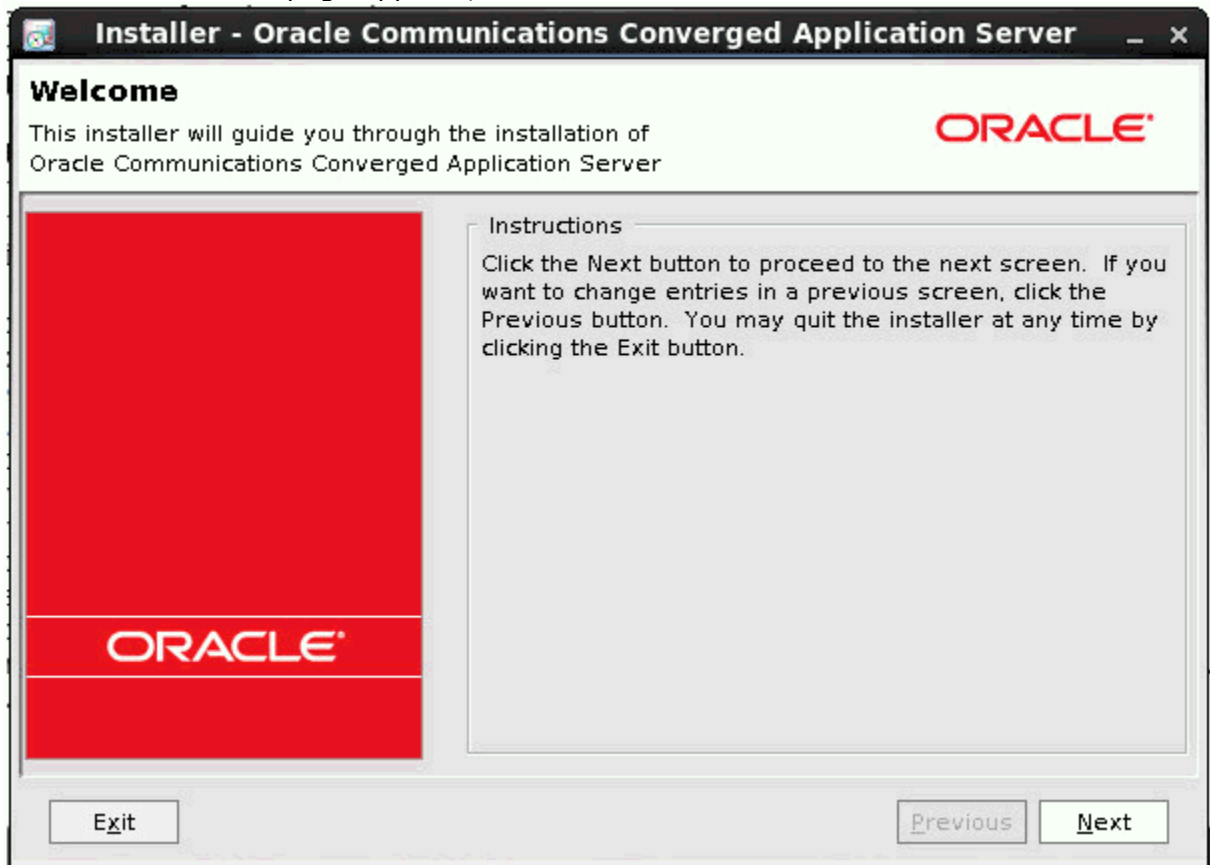 Installer - Oracle Communications Converged Application Server
Welcome
This installer will guide you through the installation of
Oracle Communications Converged Application Server
ORACLE
Instructions
Click the Next button to proceed to the next screen. If you
want to change entries in a previous screen, click the
Previous button. You may quit the installer at any time by
clicking the Exit button.
ORACLE
Exit
Previous
Next